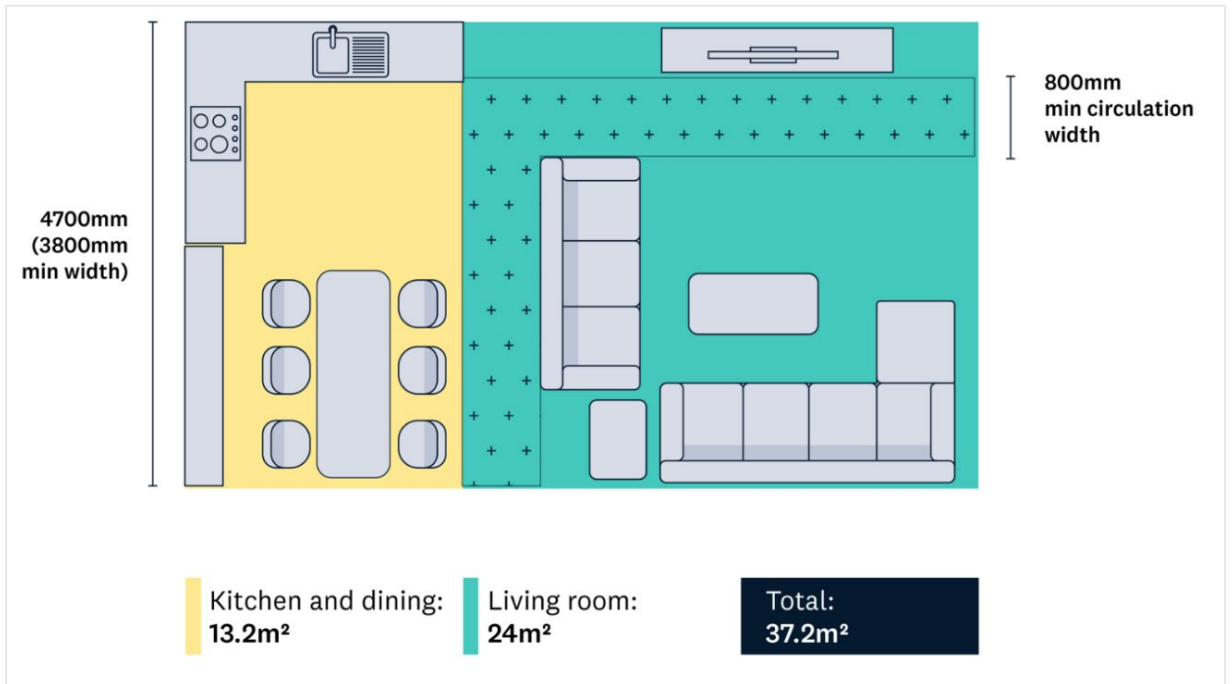 4700mm
(3800mm
min width)
800mm
min circulation
width
Kitchen and dining:
13.2m²
Living room:
24m²
Total:
37.2m²